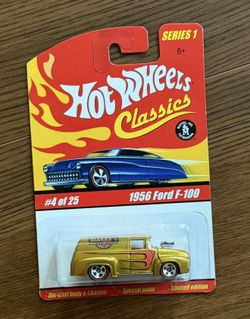 SERIES 1
8+
Hot Wheels
Classics
#4 of 25
1956 Ford F-100
Die-cast body & chassis
Special paint
Limited edition